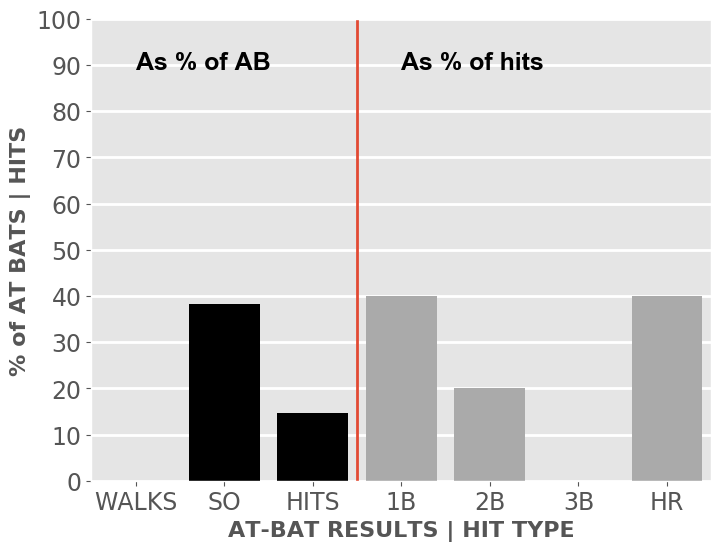 As % of AB
As % of hits
100
90
80
70
60
50
40
30
20
10
0
% of AT BATS | HITS
WALKS SO HITS 1B 2B 3B HR
AT-BAT RESULTS | HIT TYPE